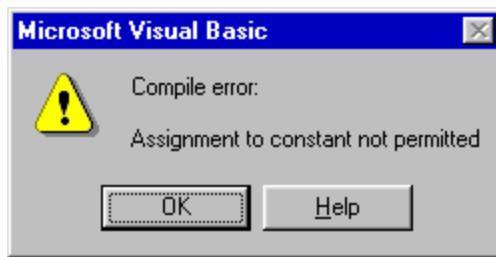 Microsoft Visual Basic
Compile error:
Assignment to constant not permitted
OK Help